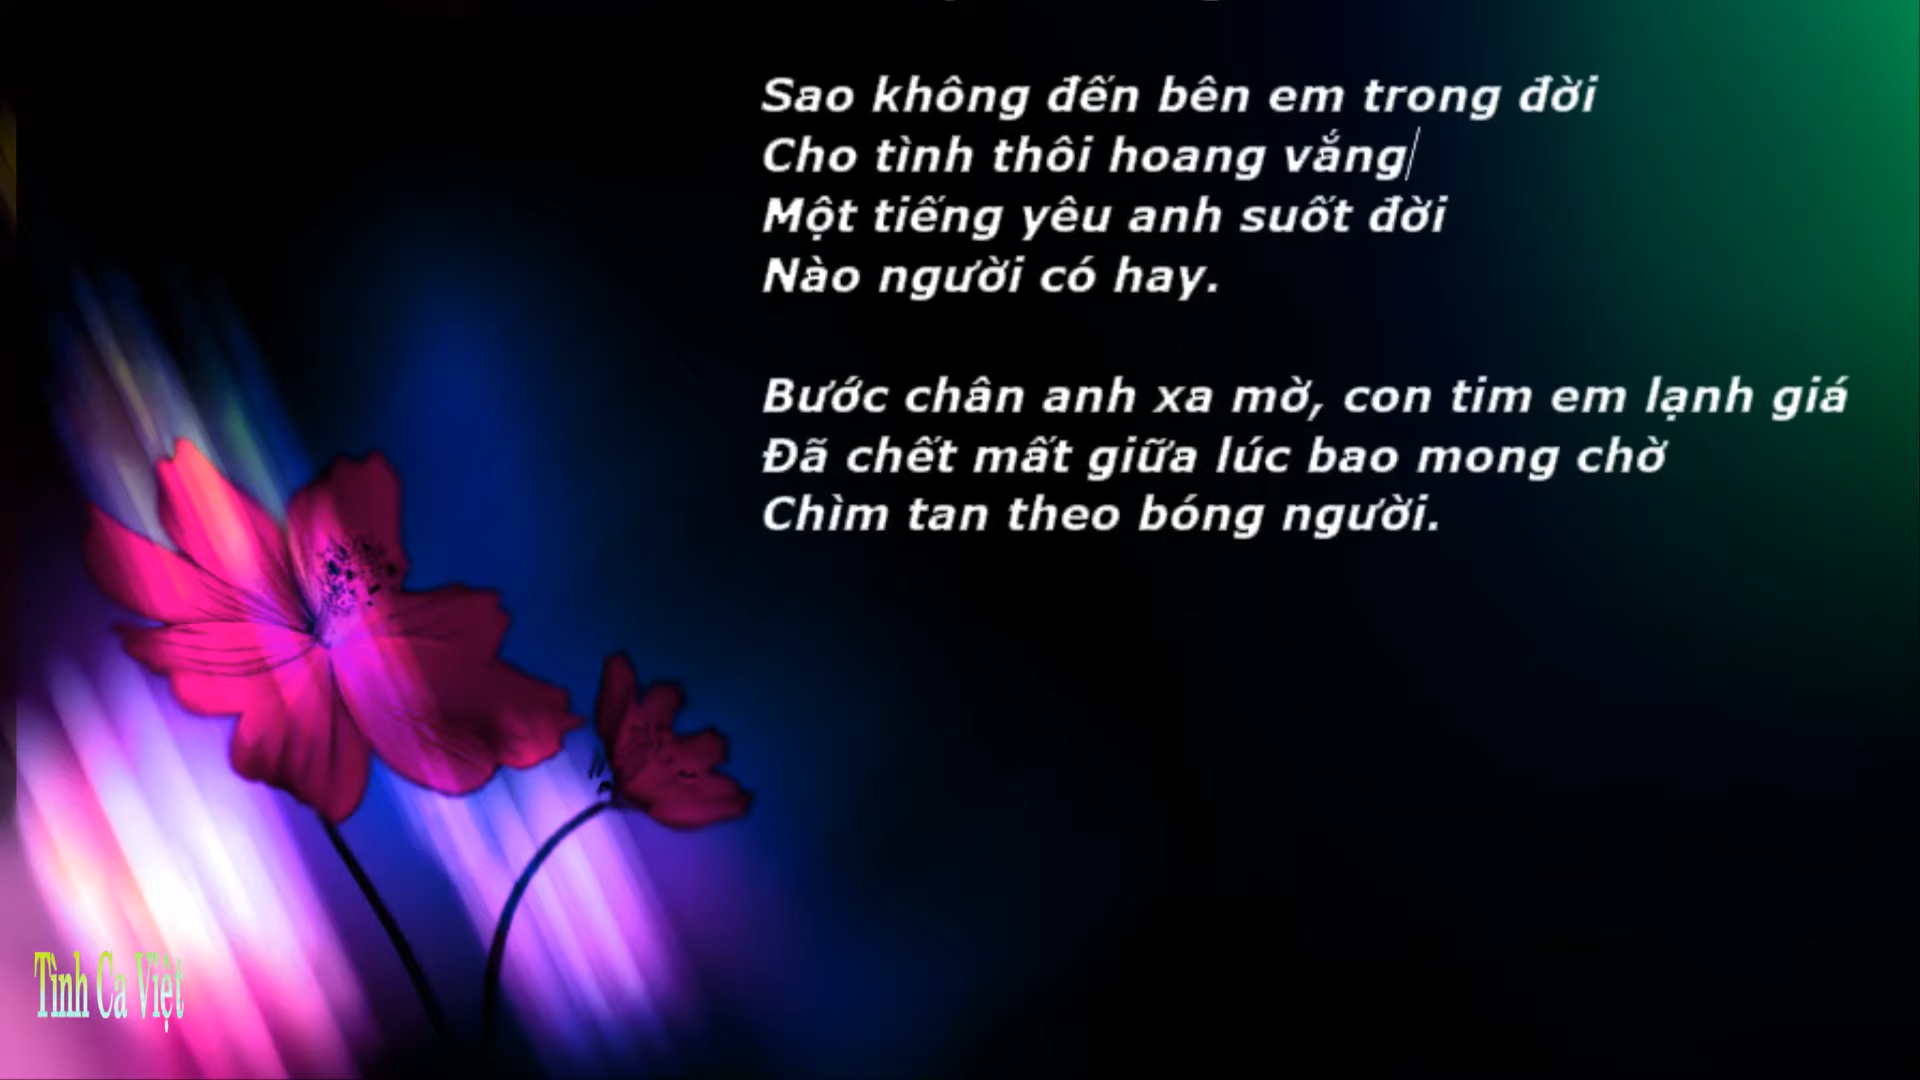 Sao không đến bên em trong đời
Cho tình thôi hoang vắng
Một tiếng yêu anh suốt đời
Nào người có hay.
Bước chân anh xa mờ, con tim em lạnh giá
Đã chết mất giữa lúc bao mong chờ
Chìm tan theo bóng người.
Tình Ca Việt